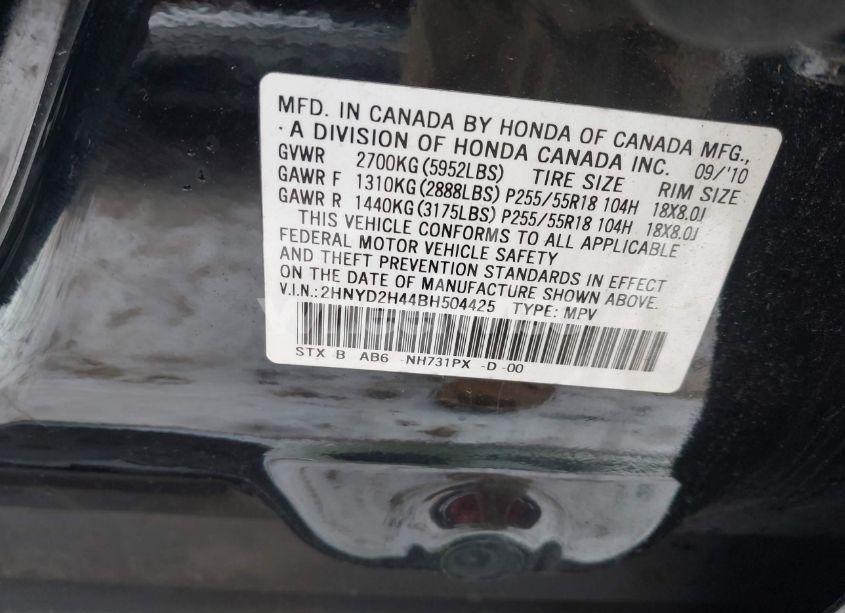 MFD. IN CANADA BY HONDA OF CANADA MFG.,
A DIVISION OF HONDA CANADA INC. 09/'10
GVWR 2700KG(5952LBS) TIRE SIZE RIM SIZE
GAWR F 1310KG(2888LBS) P255/55R18 104H 18X8.0J
GAWR R 1440KG(3175LBS) P255/55R18 104H 18X8.0J
THIS VEHICLE CONFORMS TO ALL APPLICABLE
FEDERAL MOTOR VEHICLE SAFETY
AND THEFT PREVENTION STANDARDS IN EFFECT
ON THE DATE OF MANUFACTURE SHOWN ABOVE.
V.I.N.:2HNYD2H44BH504425 TYPE: MPV
STX B AB6 -NH731PX -D -00